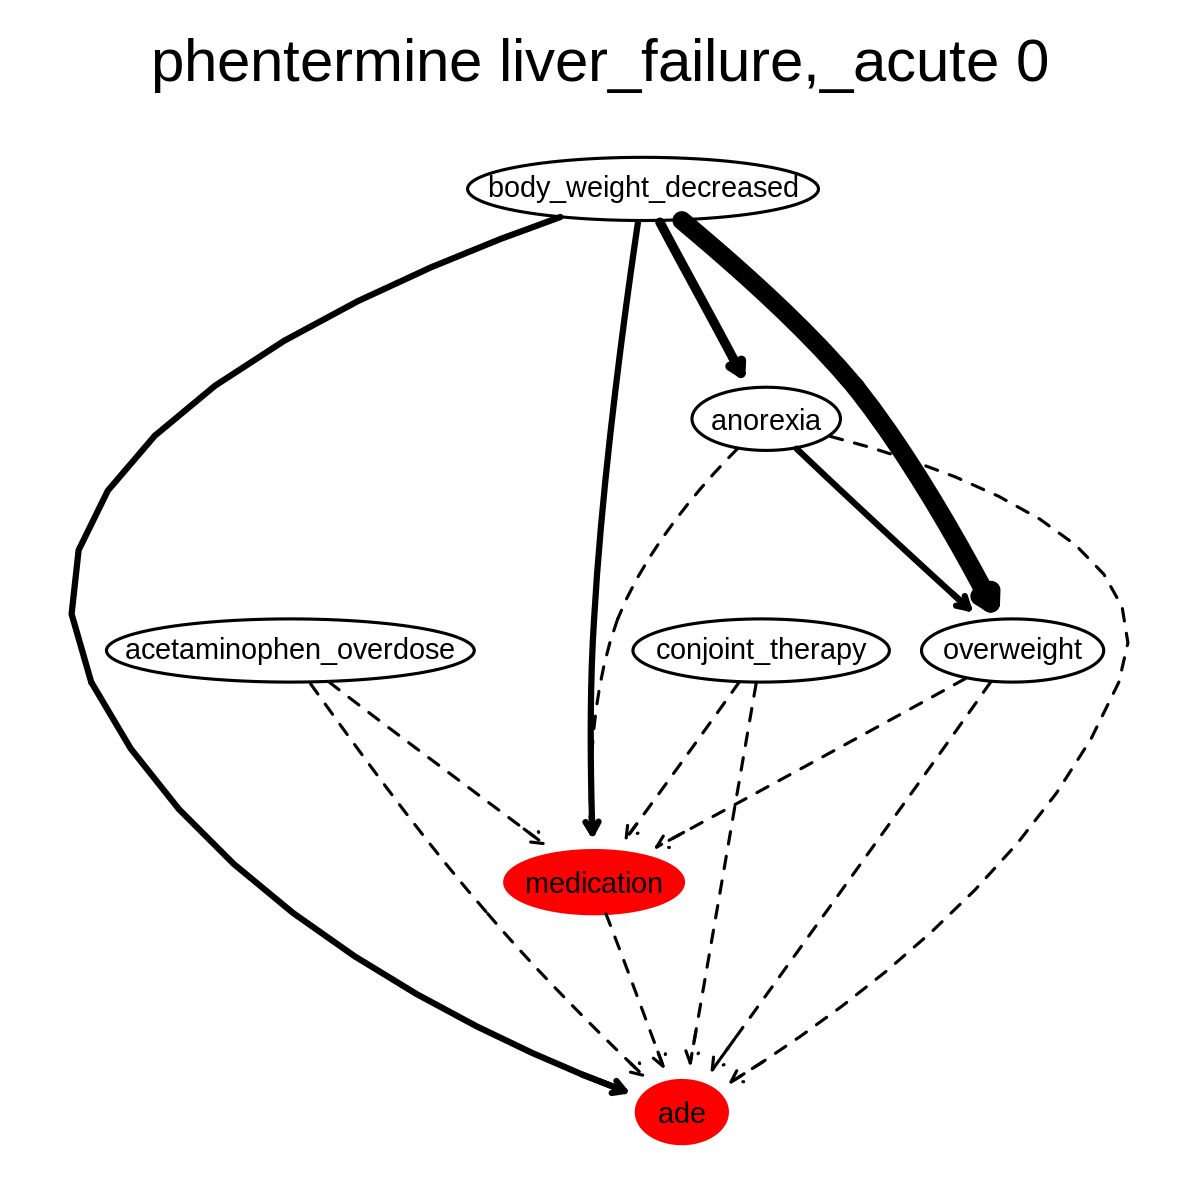 phentermine liver_failure,_acute 0
body_weight_decreased
anorexia
acetaminophen_overdose
conjoint_therapy
overweight
medication
ade